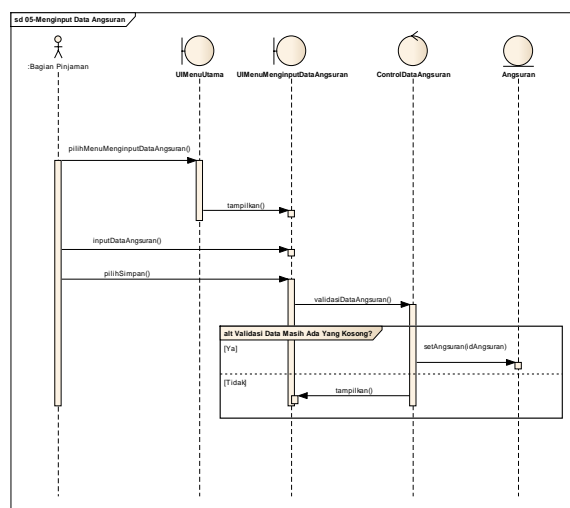 sd 05-Menginput Data Angsuran
:Bagian Pinjaman
UIMenuUtama
UIMenuMenginputDataAngsuran
ControlDataAngsuran
Angsuran
pilihMenuMenginputDataAngsuran()
tampilkan()
inputDataAngsuran()
pilihSimpan()
validasiDataAngsuran()
alt Validasi Data Masih Ada Yang Kosong?
[Ya]
setAngsuran(idAngsuran)
[Tidak]
tampilkan()